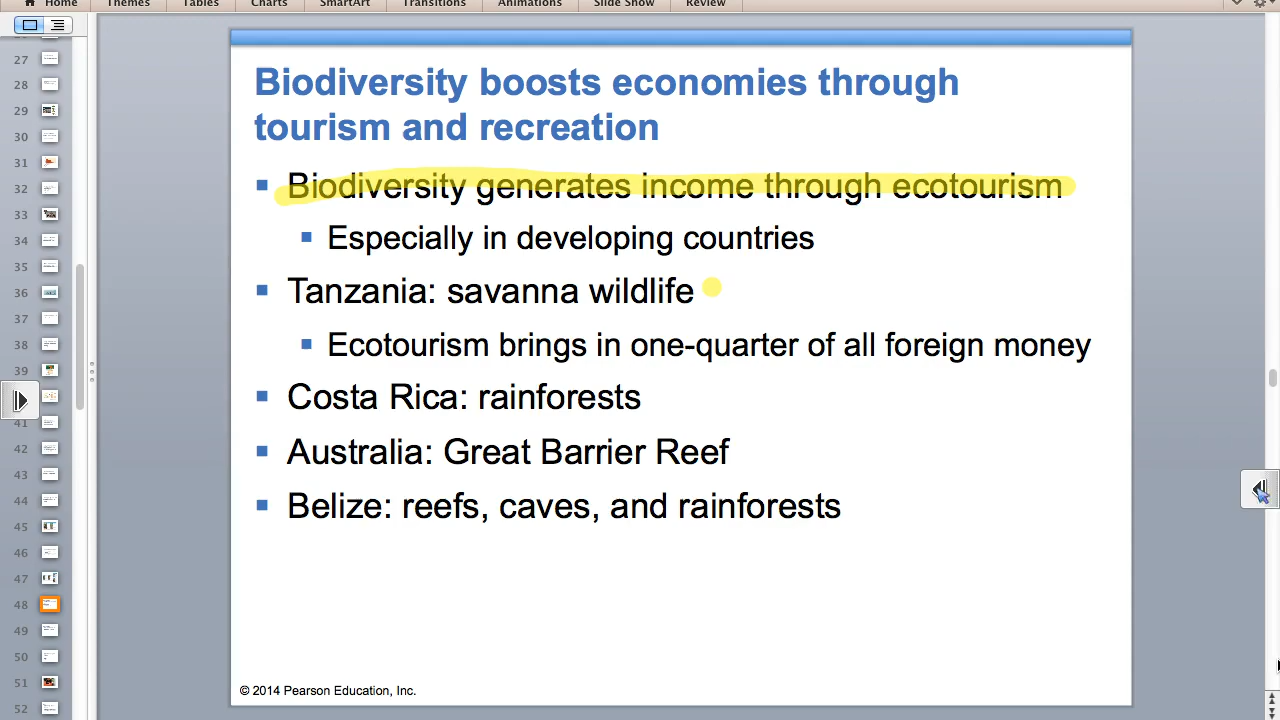 Home Themes Tables Charts SmartArt Transitions Animations Slide Show Review
27
28
29
30
31
32
33
34
35
36
37
38
39
41
42
43
44
45
46
47
48
49
50
51
52
Biodiversity boosts economies through
tourism and recreation
Biodiversity generates income through ecotourism
Especially in developing countries
Tanzania: savanna wildlife
Ecotourism brings in one-quarter of all foreign money
Costa Rica: rainforests
Australia: Great Barrier Reef
Belize: reefs, caves, and rainforests
© 2014 Pearson Education, Inc.